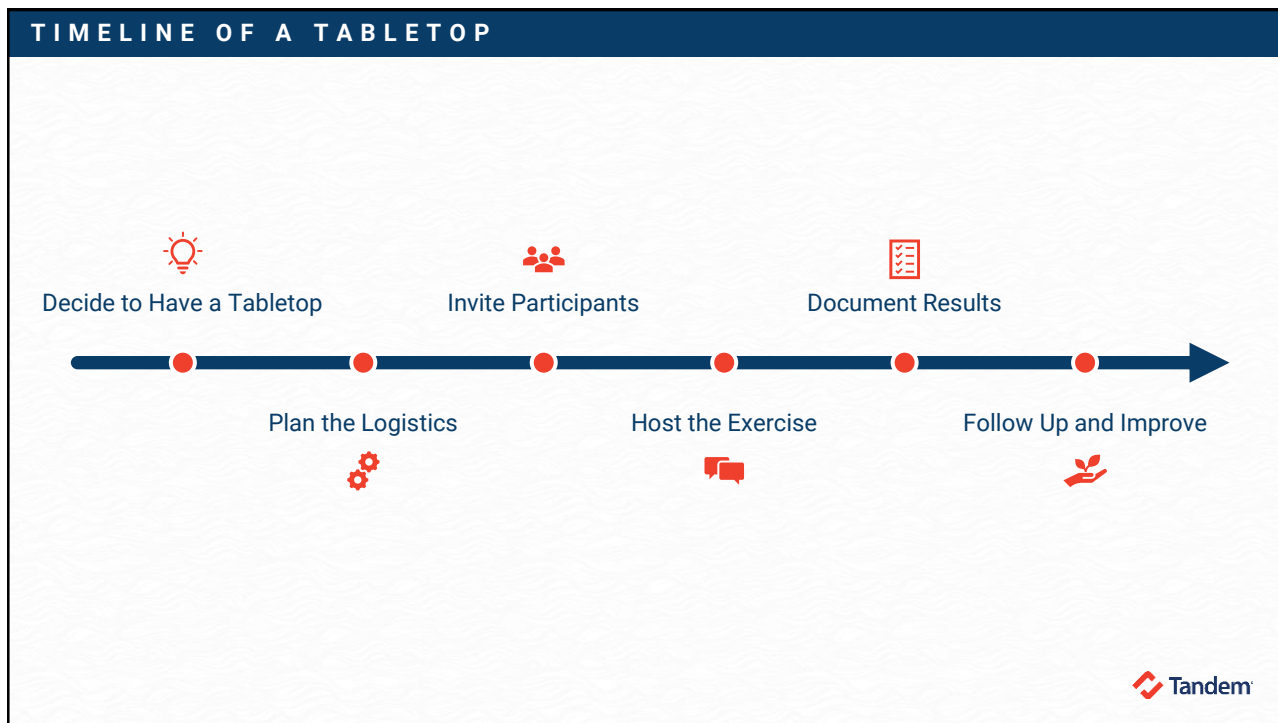 TIMELINE OF A TABLETOP
Decide to Have a Tabletop
Invite Participants
Document Results
Plan the Logistics
Host the Exercise
Follow Up and Improve
Tandem